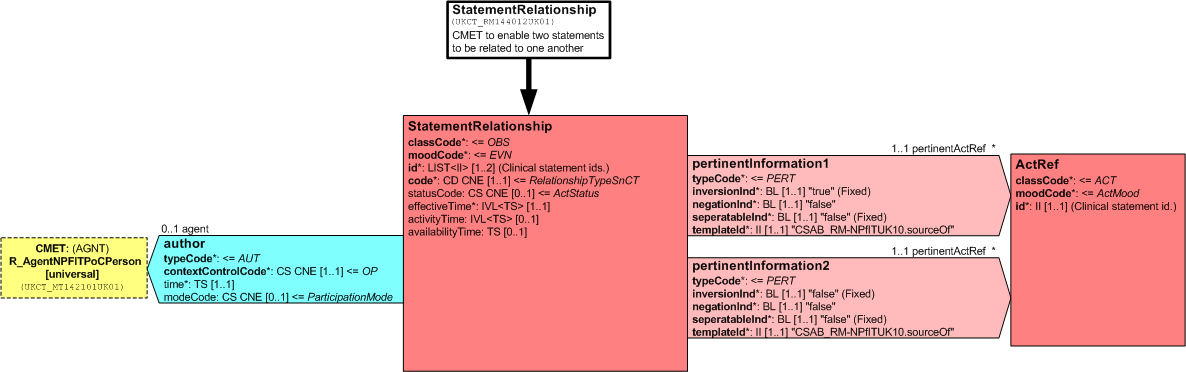 StatementRelationship
(UKCT_RM144012UK01)
CMET to enable two statements
to be related to one another
StatementRelationship
classCode*: <= OBS
moodCode*: <= EVN
id*: LIST<II> [1..2] (Clinical statement ids.)
code*: CD CNE [1..1] <= RelationshipTypeSnCT
statusCode: CS CNE [0..1] <= ActStatus
effectiveTime*: IVL<TS> [1..1]
activityTime: IVL<TS> [0..1]
availabilityTime: TS [0..1]
0..1 agent
author
typeCode*: <= AUT
contextControlCode*: CS CNE [1..1] <= OP
time*: TS [1..1]
modeCode: CS CNE [0..1] <= ParticipationMode
CMET: (AGNT)
R_AgentNPFITPoCPerson
[universal]
(UKCT_MT142101UK01)
1..1 pertinentActRef *
pertinentInformation1
typeCode*: <= PERT
inversionInd*: BL [1..1] "true" (Fixed)
negationInd*: BL [1..1] "false"
seperatableInd*: BL [1..1] "false" (Fixed)
templateId*: II [1..1] "CSAB_RM-NPfITUK10.sourceOf"
1..1 pertinentActRef *
pertinentInformation2
typeCode*: <= PERT
inversionInd*: BL [1..1] "false" (Fixed)
negationInd*: BL [1..1] "false"
seperatableInd*: BL [1..1] "false" (Fixed)
templateId*: II [1..1] "CSAB_RM-NPfITUK10.sourceOf"
ActRef
classCode*: <= ACT
moodCode*: <= ActMood
id*: II [1..1] (Clinical statement id.)